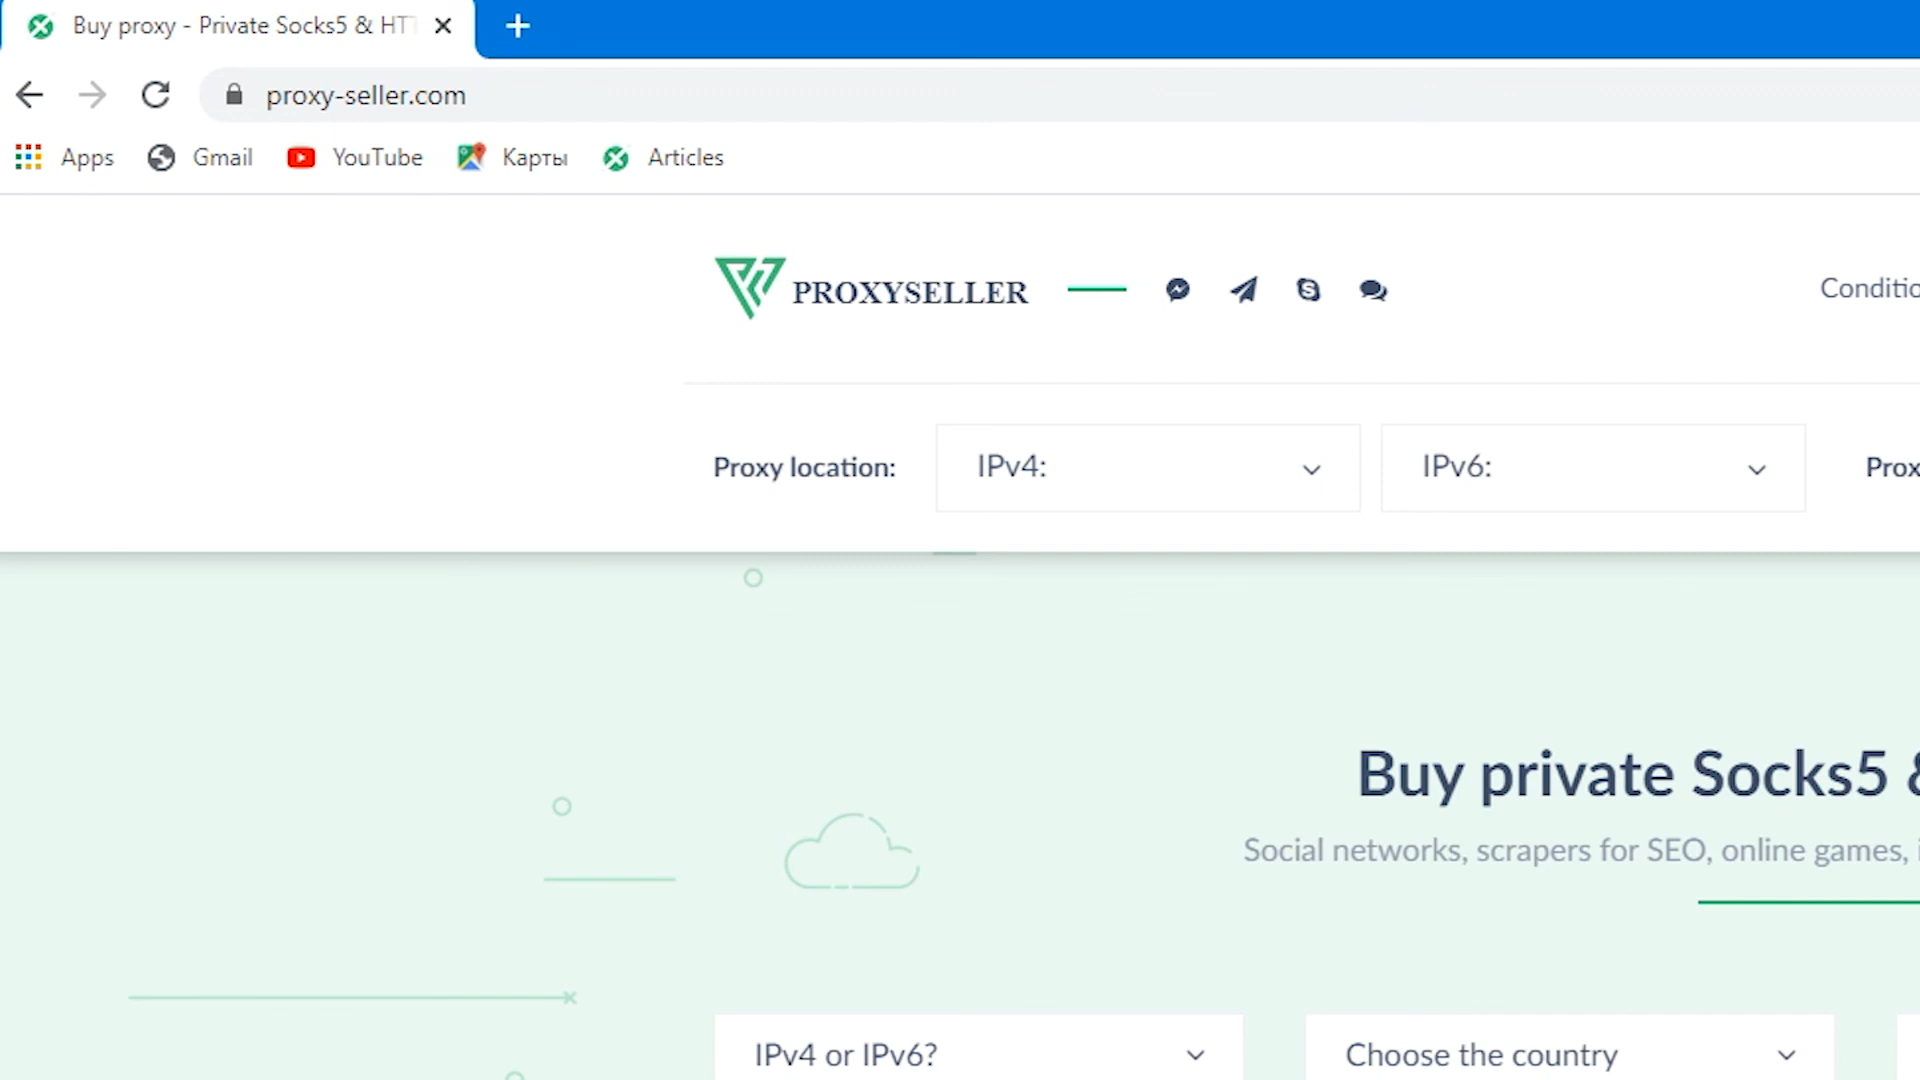 Buy proxy - Private Socks5 & HT
proxy-seller.com
Apps Gmail YouTube Карты Articles
PROXYSELLER
Conditio
Proxy location: IPv4: IPv6: Prox
Buy private Socks5 &
Social networks, scrapers for SEO, online games, i
IPv4 or IPv6? Choose the country